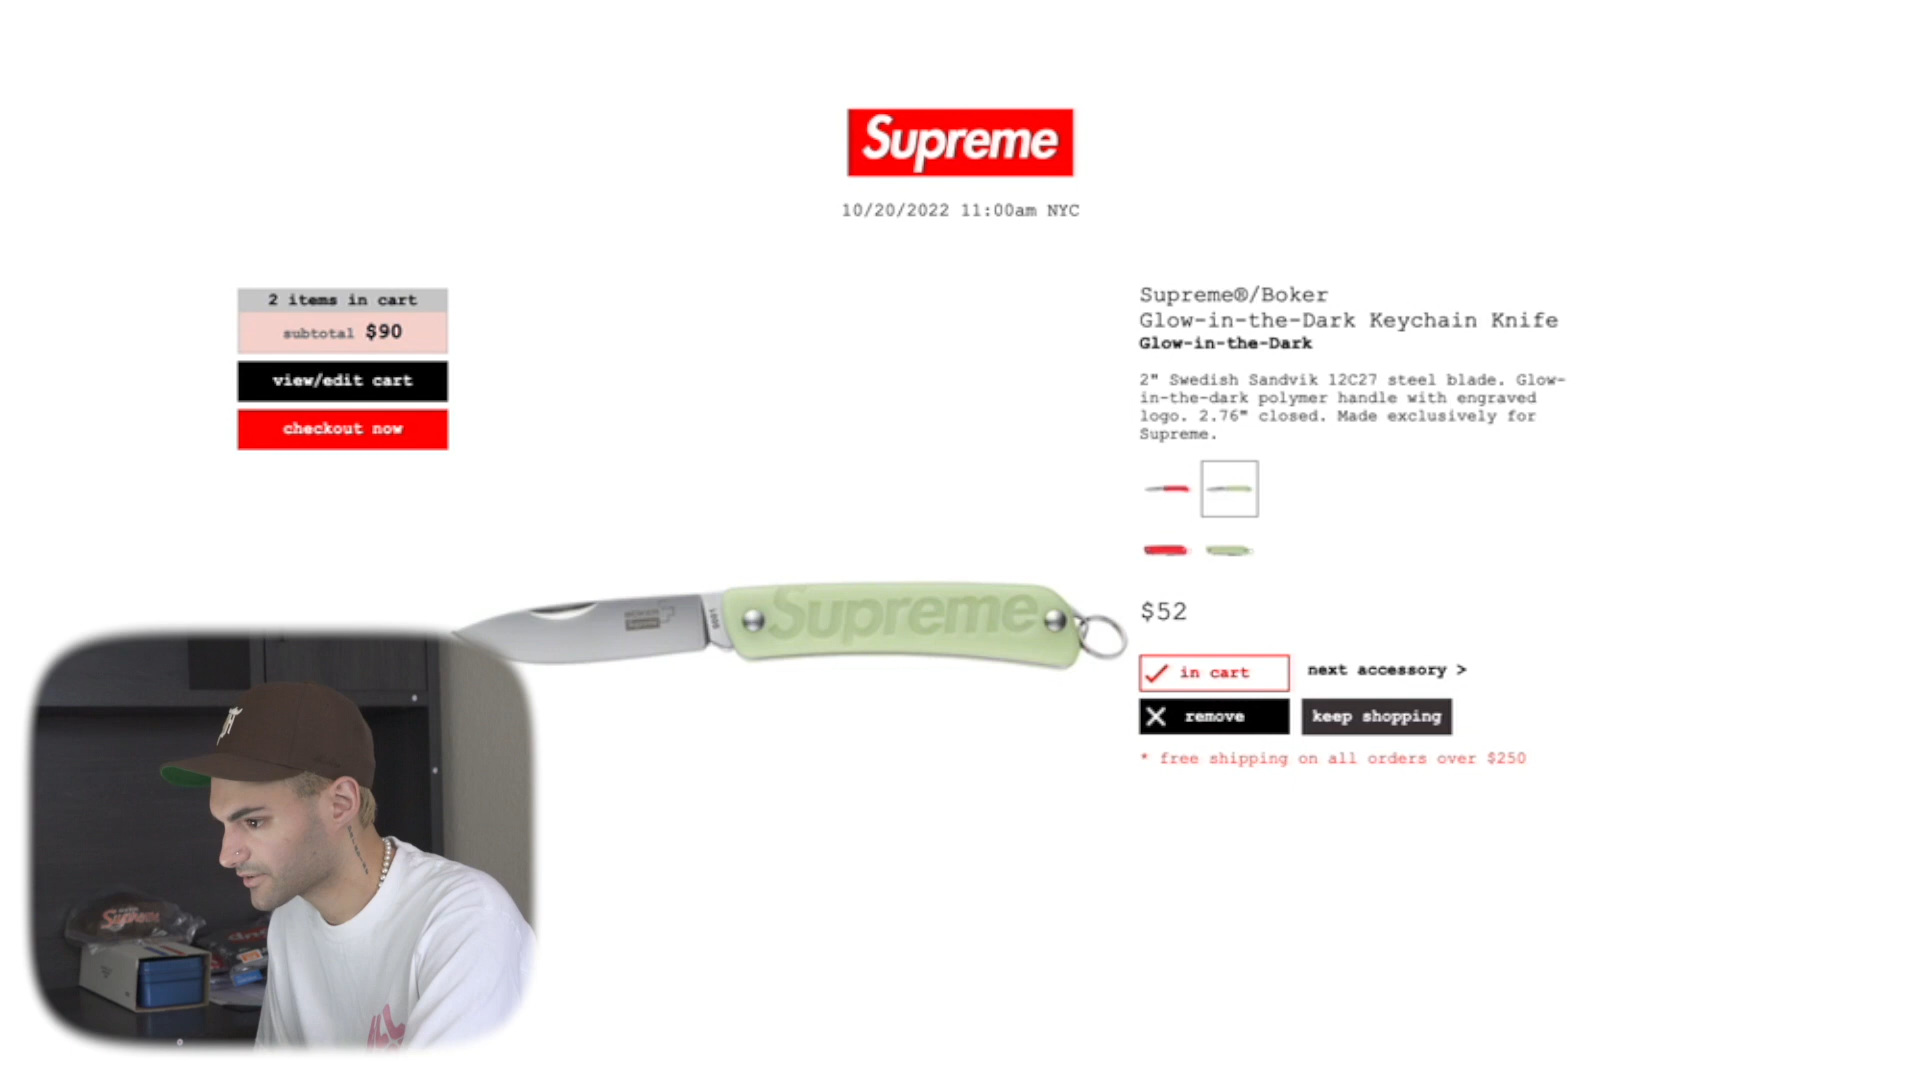 Supreme
10/20/2022 11:00am NYC
2 items in cart
subtotal $90
view/edit cart
checkout now
Supreme®/Boker
Glow-in-the-Dark Keychain Knife
Glow-in-the-Dark
2" Swedish Sandvik 12C27 steel blade. Glow-
in-the-dark polymer handle with engraved
logo. 2.76" closed. Made exclusively for
Supreme.
Supreme
$52
in cart
next accessory >
remove
keep shopping
* free shipping on all orders over $250
Supreme